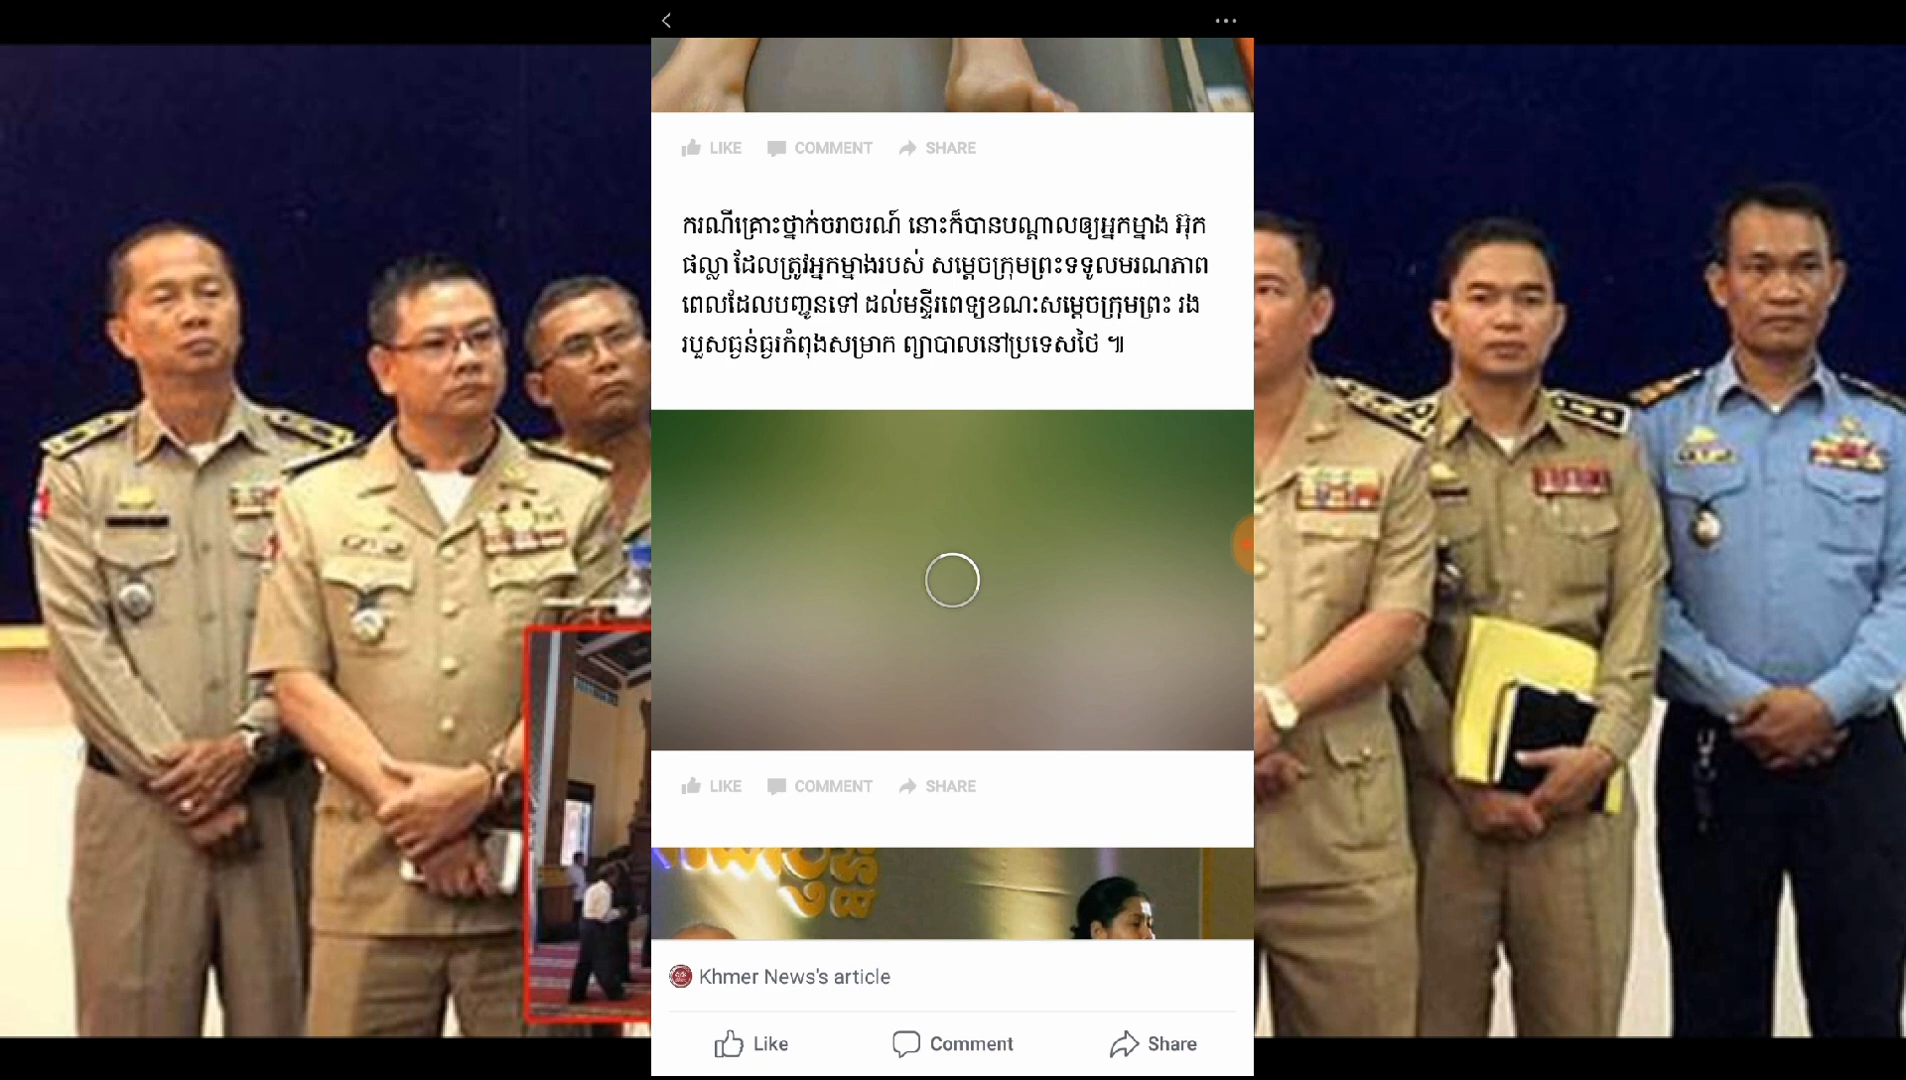 LIKE COMMENT SHARE
ករណីគ្រោះថ្នាក់ចរាចរណ៍ នោះក៏បានបណ្តាលឲ្យអ្នកម្នាង អ៊ុក
ផល្លា ដែលត្រូវអ្នកម្នាងរបស់ សម្តេចក្រុមព្រះទទួលមរណភាព
ពេលដែលបញ្ជូនទៅ ដល់មន្ទីរពេទ្យខណៈសម្តេចក្រុមព្រះ រង
របួសធ្ងន់ធ្ងរកំពុងសម្រាក ព្យាបាលនៅប្រទេសថៃ ៕
LIKE COMMENT SHARE
Khmer News's article
Like Comment Share